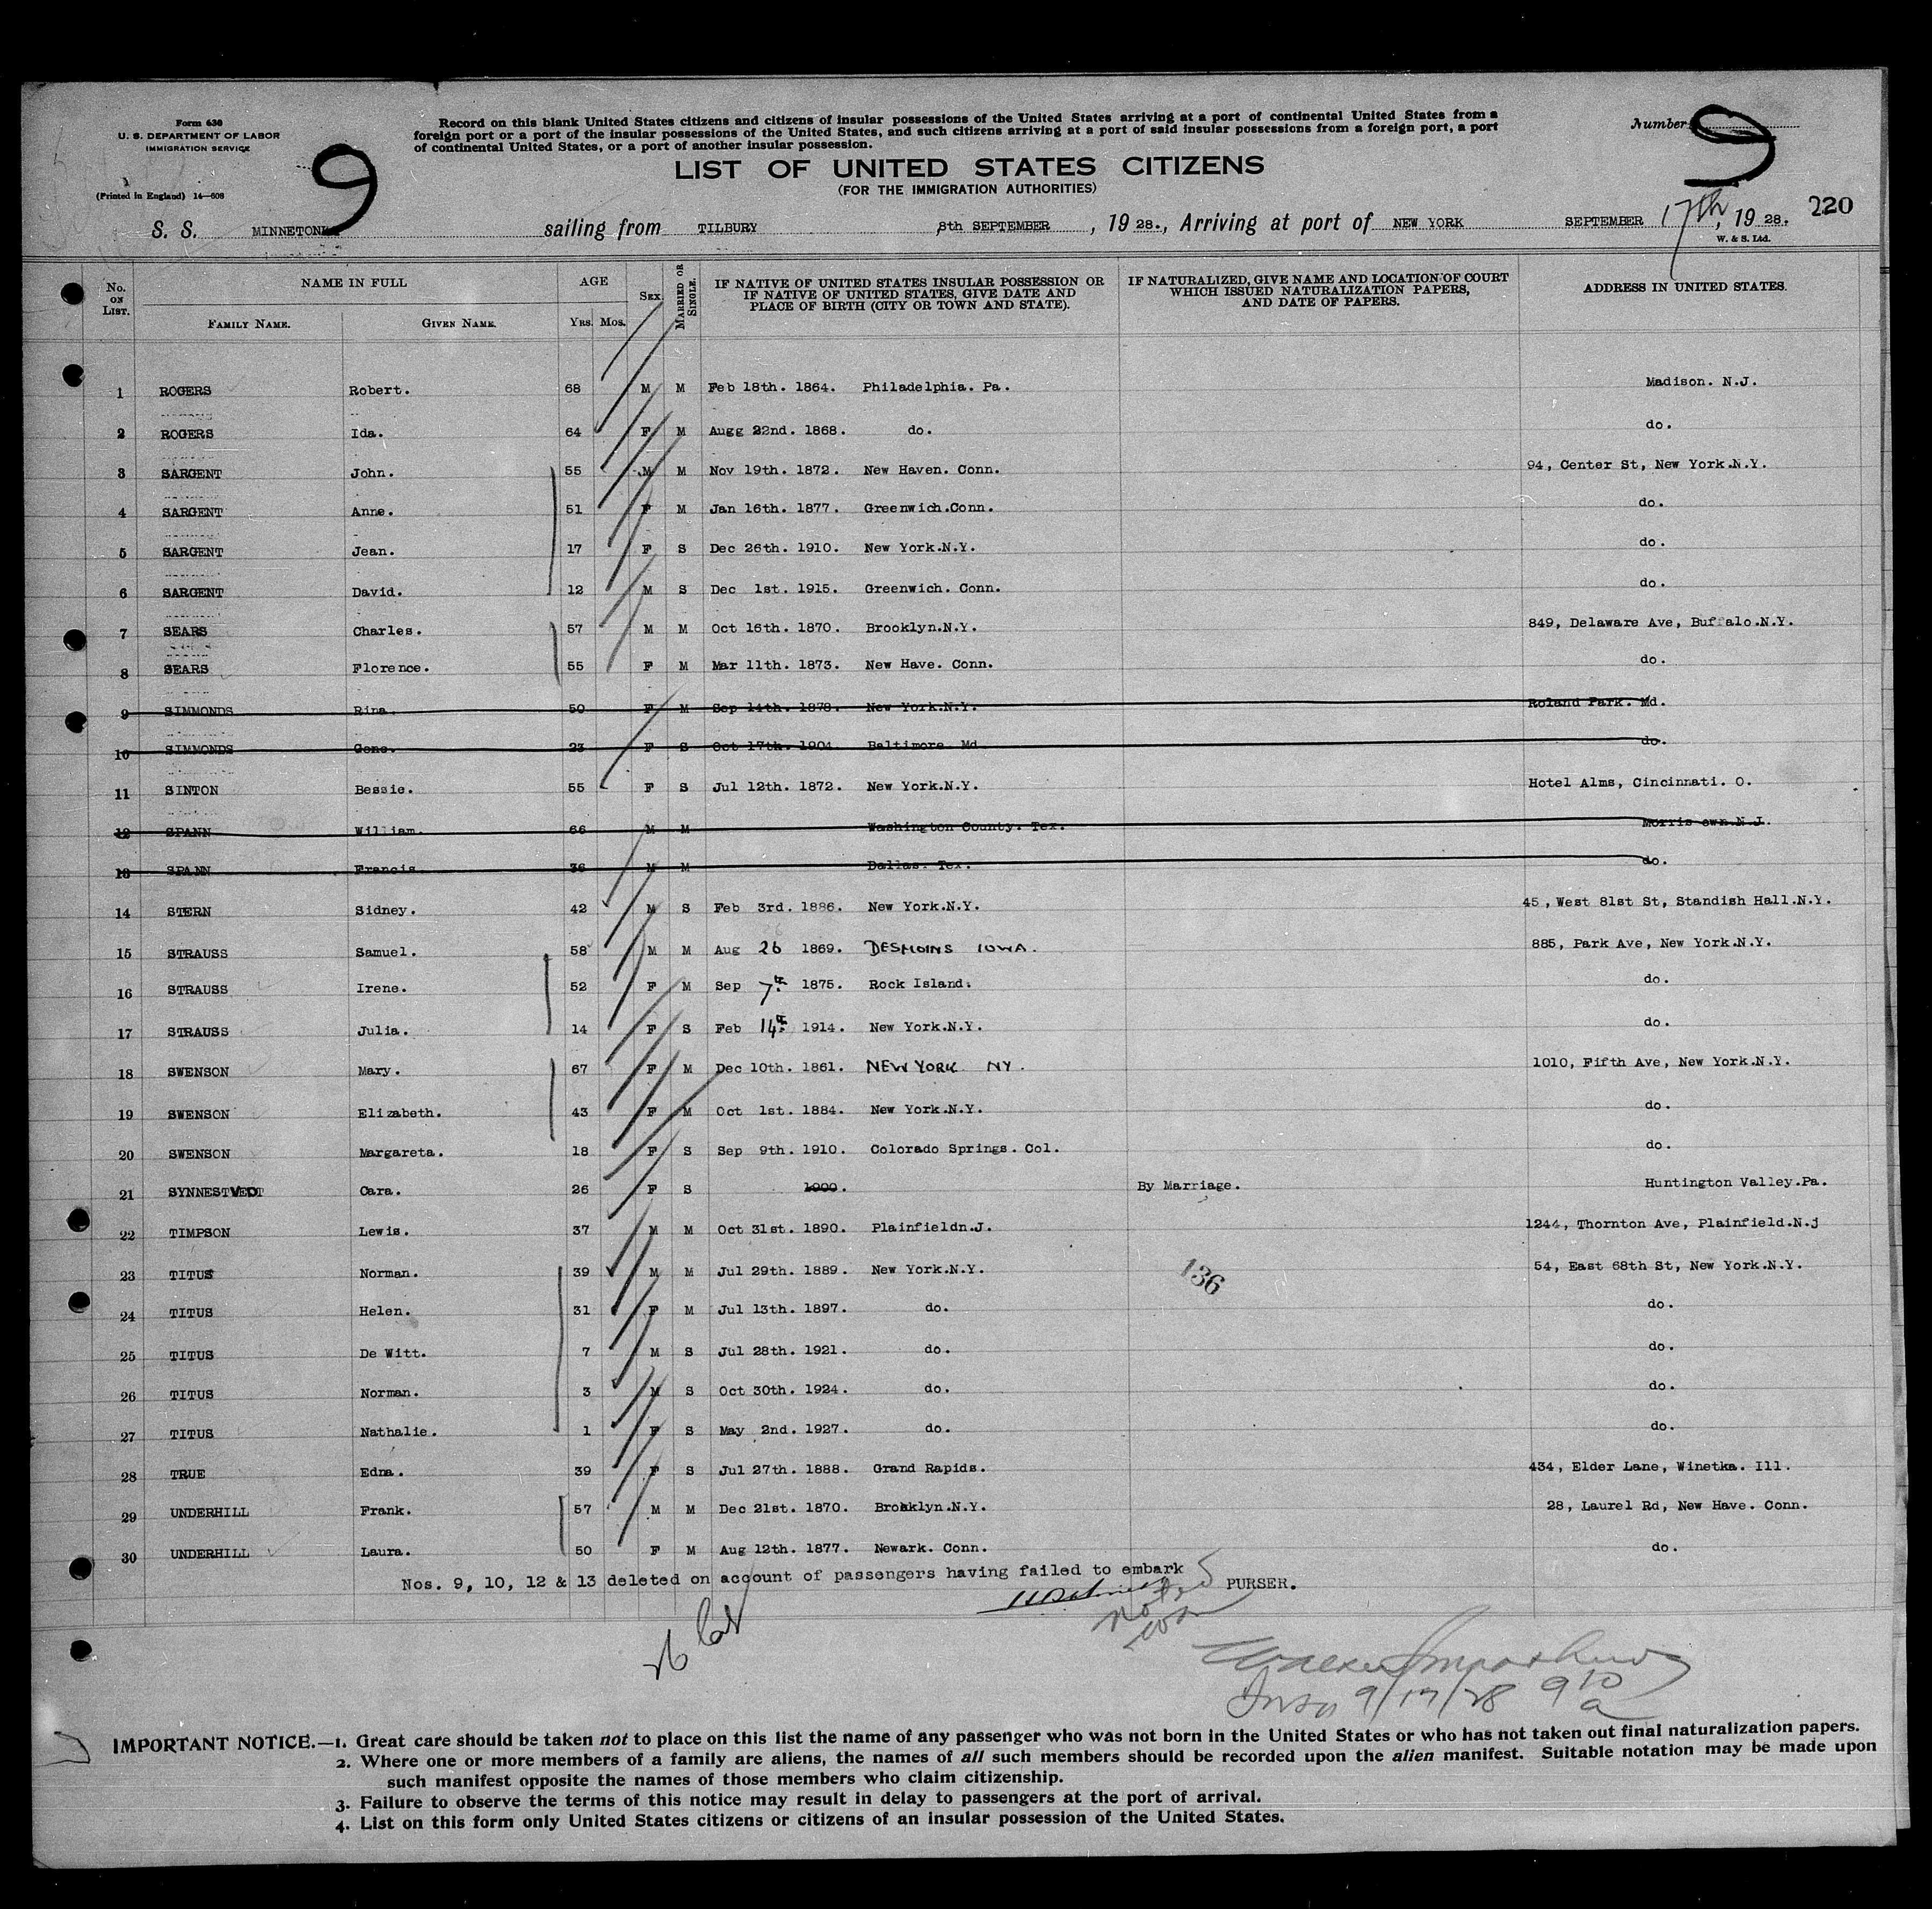 Form 630
U. S. DEPARTMENT OF LABOR
IMMIGRATION SERVICE
(Printed in England) 14—608
9
Record on this blank United States citizens and citizens of insular possessions of the United States arriving at a port of continental United States from a
foreign port or a port of the insular possessions of the United States, and such citizens arriving at a port of said insular possessions from a foreign port, a port
of continental United States, or a port of another insular possession.
Number 9
LIST OF UNITED STATES CITIZENS
(FOR THE IMMIGRATION AUTHORITIES)
220
S. S. MINNETONKA sailing from TILBURY 8th SEPTEMBER , 19 28., Arriving at port of NEW YORK SEPTEMBER 17th, 19 28.
W. & S. Ltd.
No. ON LIST. NAME IN FULL FAMILY NAME. GIVEN NAME. AGE YRS. MOS. SEX. MARRIED OR SINGLE. IF NATIVE OF UNITED STATES INSULAR POSSESSION OR IF NATIVE OF UNITED STATES, GIVE DATE AND PLACE OF BIRTH (CITY OR TOWN AND STATE). IF NATURALIZED, GIVE NAME AND LOCATION OF COURT WHICH ISSUED NATURALIZATION PAPERS, AND DATE OF PAPERS. ADDRESS IN UNITED STATES.
1 ROGERS Robert. 68 M M Feb 18th. 1864. Philadelphia. Pa. Madison. N.J.
2 ROGERS Ida. 64 F M Augg 22nd. 1868. do. do.
3 SARGENT John. 55 M M Nov 19th. 1872. New Haven. Conn. 94, Center St, New York.N.Y.
4 SARGENT Anne. 51 F M Jan 16th. 1877. Greenwich.Conn. do.
5 SARGENT Jean. 17 F S Dec 26th. 1910. New York.N.Y. do.
6 SARGENT David. 12 M S Dec 1st. 1915. Greenwich. Conn. do.
7 SEARS Charles. 57 M M Oct 16th. 1870. Brooklyn.N.Y. 849, Delaware Ave, Buffalo.N.Y.
8 SEARS Florence. 55 F M Mar 11th. 1873. New Have. Conn. do.
9 SIMMONDS Rina. 50 F M Sep 14th. 1878. New York.N.Y. Roland Park. Md.
10 SIMMONDS Gene. 23 F S Oct 17th. 1904. Baltimore. Md do.
11 SINTON Bessie. 55 F S Jul 12th. 1872. New York.N.Y. Hotel Alms, Cincinnati. O.
12 SPANN William. 66 M M Washington County. Tex. Morris own.N.J.
13 SPANN Francis 36 M M Dallas. Tex. do.
14 STERN Sidney. 42 M S Feb 3rd. 1886. New York.N.Y. 45, West 81st St, Standish Hall.N.Y.
15 STRAUSS Samuel. 58 M M Aug 26 1869. DESMOINS IOWA. 885, Park Ave, New York.N.Y.
16 STRAUSS Irene. 52 F M Sep 7th 1875. Rock Island. do.
17 STRAUSS Julia. 14 F S Feb 14th 1914. New York.N.Y. do.
18 SWENSON Mary. 67 F M Dec 10th. 1861. NEW YORK NY. 1010, Fifth Ave, New York.N.Y.
19 SWENSON Elizabeth. 43 F M Oct 1st. 1884. New York.N.Y. do.
20 SWENSON Margareta. 18 F S Sep 9th. 1910. Colorado Springs. Col. do.
21 SYNNESTVEDT Cara. 26 F S 1900. By Marriage. Huntington Valley.Pa.
22 TIMPSON Lewis. 37 M M Oct 31st. 1890. Plainfieldn.J. 1244, Thornton Ave, Plainfield.N.j
23 TITUS Norman. 39 M M Jul 29th. 1889. New York.N.Y. 54, East 68th St, New York.N.Y.
136
24 TITUS Helen. 31 F M Jul 13th. 1897. do. do.
25 TITUS De Witt. 7 M S Jul 28th. 1921. do. do.
26 TITUS Norman. 3 M S Oct 30th. 1924. do. do.
27 TITUS Nathalie. 1 F S May 2nd. 1927. do. do.
28 TRUE Edna. 39 F S Jul 27th. 1888. Grand Rapids. 434, Elder Lane, Winetka. Ill.
29 UNDERHILL Frank. 57 M M Dec 21st. 1870. Brooklyn.N.Y. 28, Laurel Rd, New Have. Conn.
30 UNDERHILL Laura. 50 F M Aug 12th. 1877. Newark. Conn. do.
Nos. 9, 10, 12 & 13 deleted on account of passengers having failed to embark
PURSER.
26
9/17/28 9 10 a
IMPORTANT NOTICE.—1. Great care should be taken not to place on this list the name of any passenger who was not born in the United States or who has not taken out final naturalization papers.
2. Where one or more members of a family are aliens, the names of all such members should be recorded upon the alien manifest. Suitable notation may be made upon
such manifest opposite the names of those members who claim citizenship.
3. Failure to observe the terms of this notice may result in delay to passengers at the port of arrival.
4. List on this form only United States citizens or citizens of an insular possession of the United States.